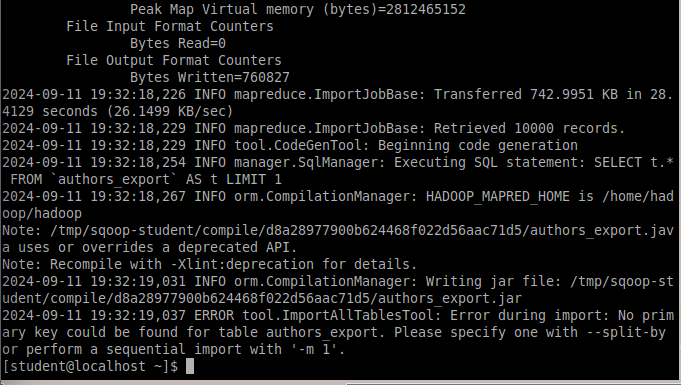 Peak Map Virtual memory (bytes)=2812465152
File Input Format Counters
Bytes Read=0
File Output Format Counters
Bytes Written=760827
2024-09-11 19:32:18,226 INFO mapreduce.ImportJobBase: Transferred 742.9951 KB in 28.
4129 seconds (26.1499 KB/sec)
2024-09-11 19:32:18,229 INFO mapreduce.ImportJobBase: Retrieved 10000 records.
2024-09-11 19:32:18,229 INFO tool.CodeGenTool: Beginning code generation
2024-09-11 19:32:18,254 INFO manager.SqlManager: Executing SQL statement: SELECT t.*
FROM `authors_export` AS t LIMIT 1
2024-09-11 19:32:18,267 INFO orm.CompilationManager: HADOOP_MAPRED_HOME is /home/had
oop/hadoop
Note: /tmp/sqoop-student/compile/d8a28977900b624468f022d56aac71d5/authors_export.jav
a uses or overrides a deprecated API.
Note: Recompile with -Xlint:deprecation for details.
2024-09-11 19:32:19,031 INFO orm.CompilationManager: Writing jar file: /tmp/sqoop-st
udent/compile/d8a28977900b624468f022d56aac71d5/authors_export.jar
2024-09-11 19:32:19,037 ERROR tool.ImportAllTablesTool: Error during import: No prim
ary key could be found for table authors_export. Please specify one with --split-by
or perform a sequential import with '-m 1'.
[student@localhost ~]$